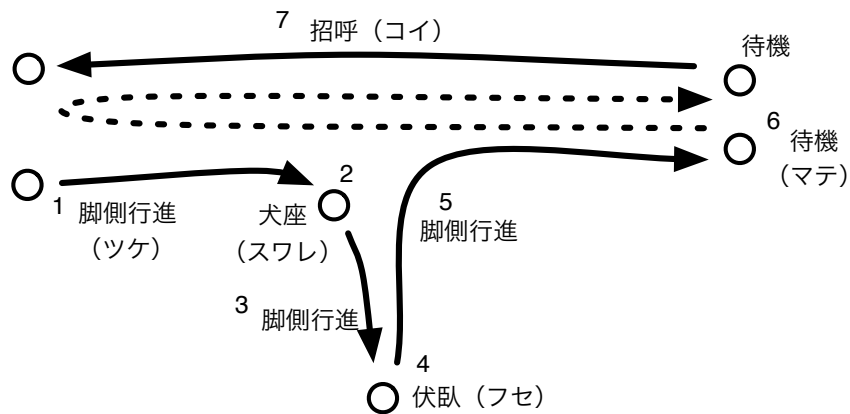 7 招呼（コイ）
待機
6 待機
（マテ）
1 脚側行進
（ツケ）
2
犬座
（スワレ）
5
脚側行進
3 脚側行進
4
伏臥（フセ）